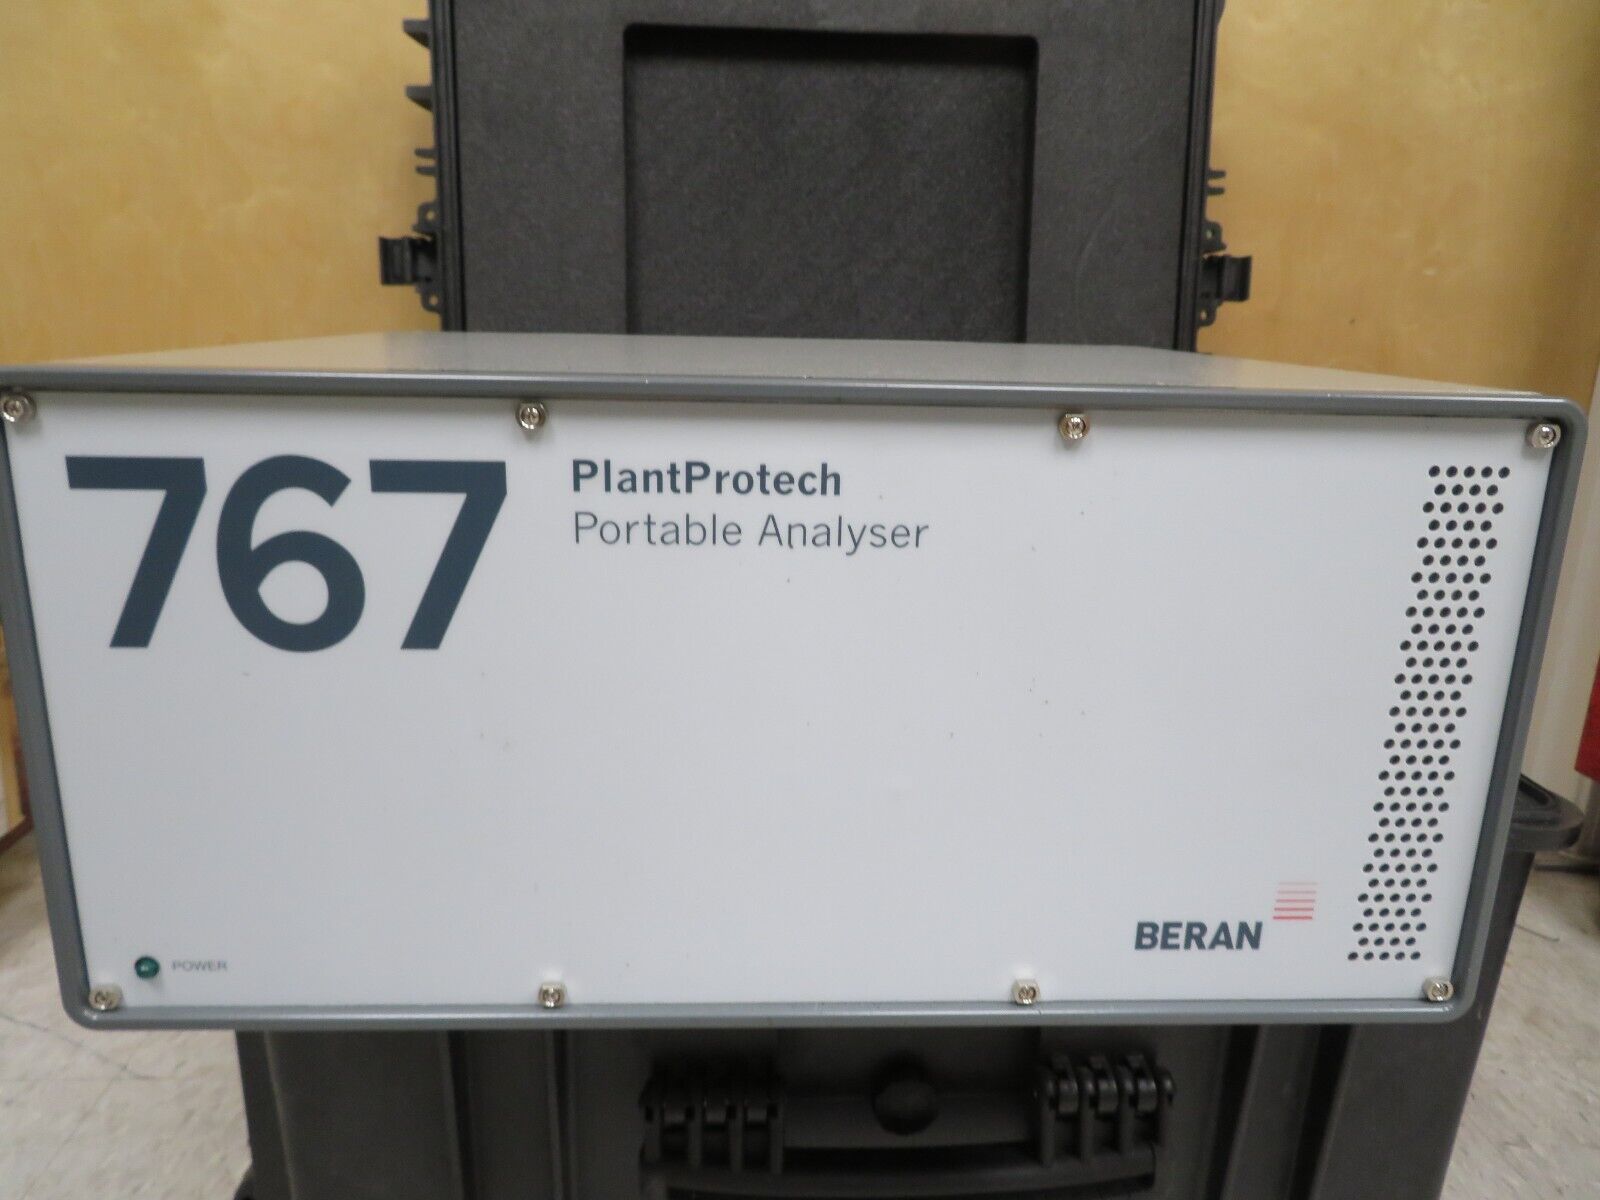 767
PlantProtech
Portable Analyser
BERAN
POWER